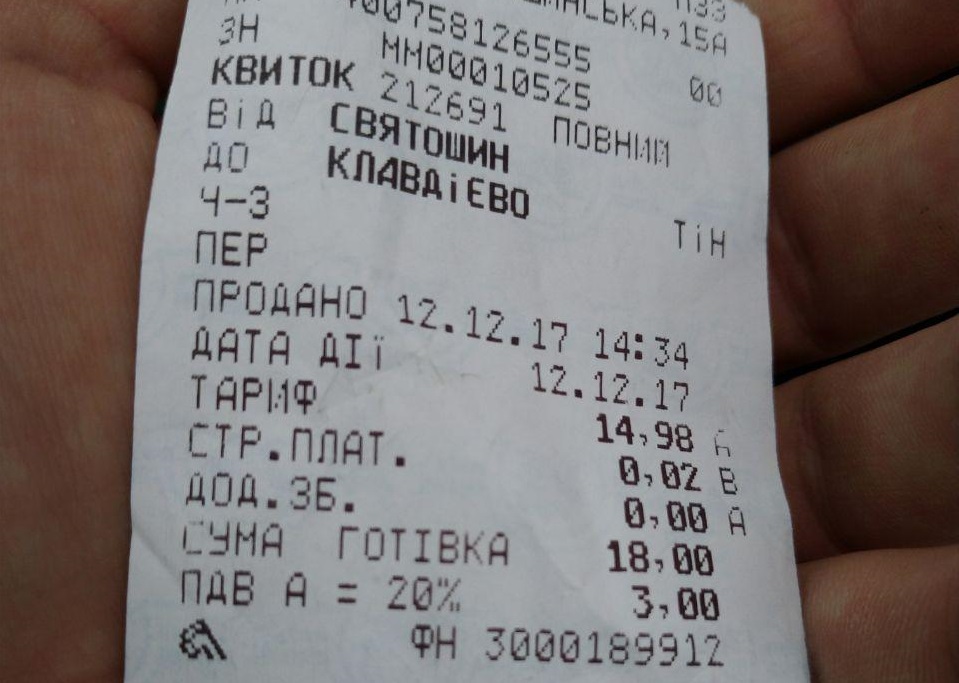 15А
ЗН ММ00010525 00
КВИТОК 212691 ПОВНИЙ
ВіД СВЯТОШИН
ДО КЛАВДіЄВО
Ч-З ТіН
ПЕР
ПРОДАНО 12.12.17 14:34
ДАТА ДІї 12.12.17
ТАРИФ 14,98 А
СТР.ПЛАТ. 0,02 В
ДОД.ЗБ. 0,00 А
СУМА ГОТІВКА 18,00
ПДВ А = 20% 3,00
ФН 3000189912